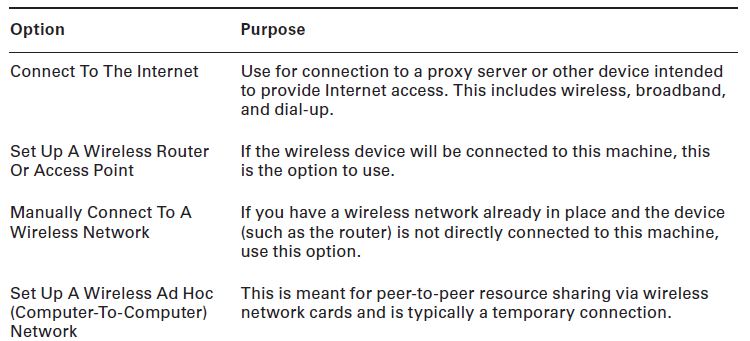 Option Purpose
Connect To The Internet Use for connection to a proxy server or other device intended
to provide Internet access. This includes wireless, broadband,
and dial-up.
Set Up A Wireless Router If the wireless device will be connected to this machine, this
Or Access Point is the option to use.
Manually Connect To A If you have a wireless network already in place and the device
Wireless Network (such as the router) is not directly connected to this machine,
use this option.
Set Up A Wireless Ad Hoc This is meant for peer-to-peer resource sharing via wireless
(Computer-To-Computer) network cards and is typically a temporary connection.
Network